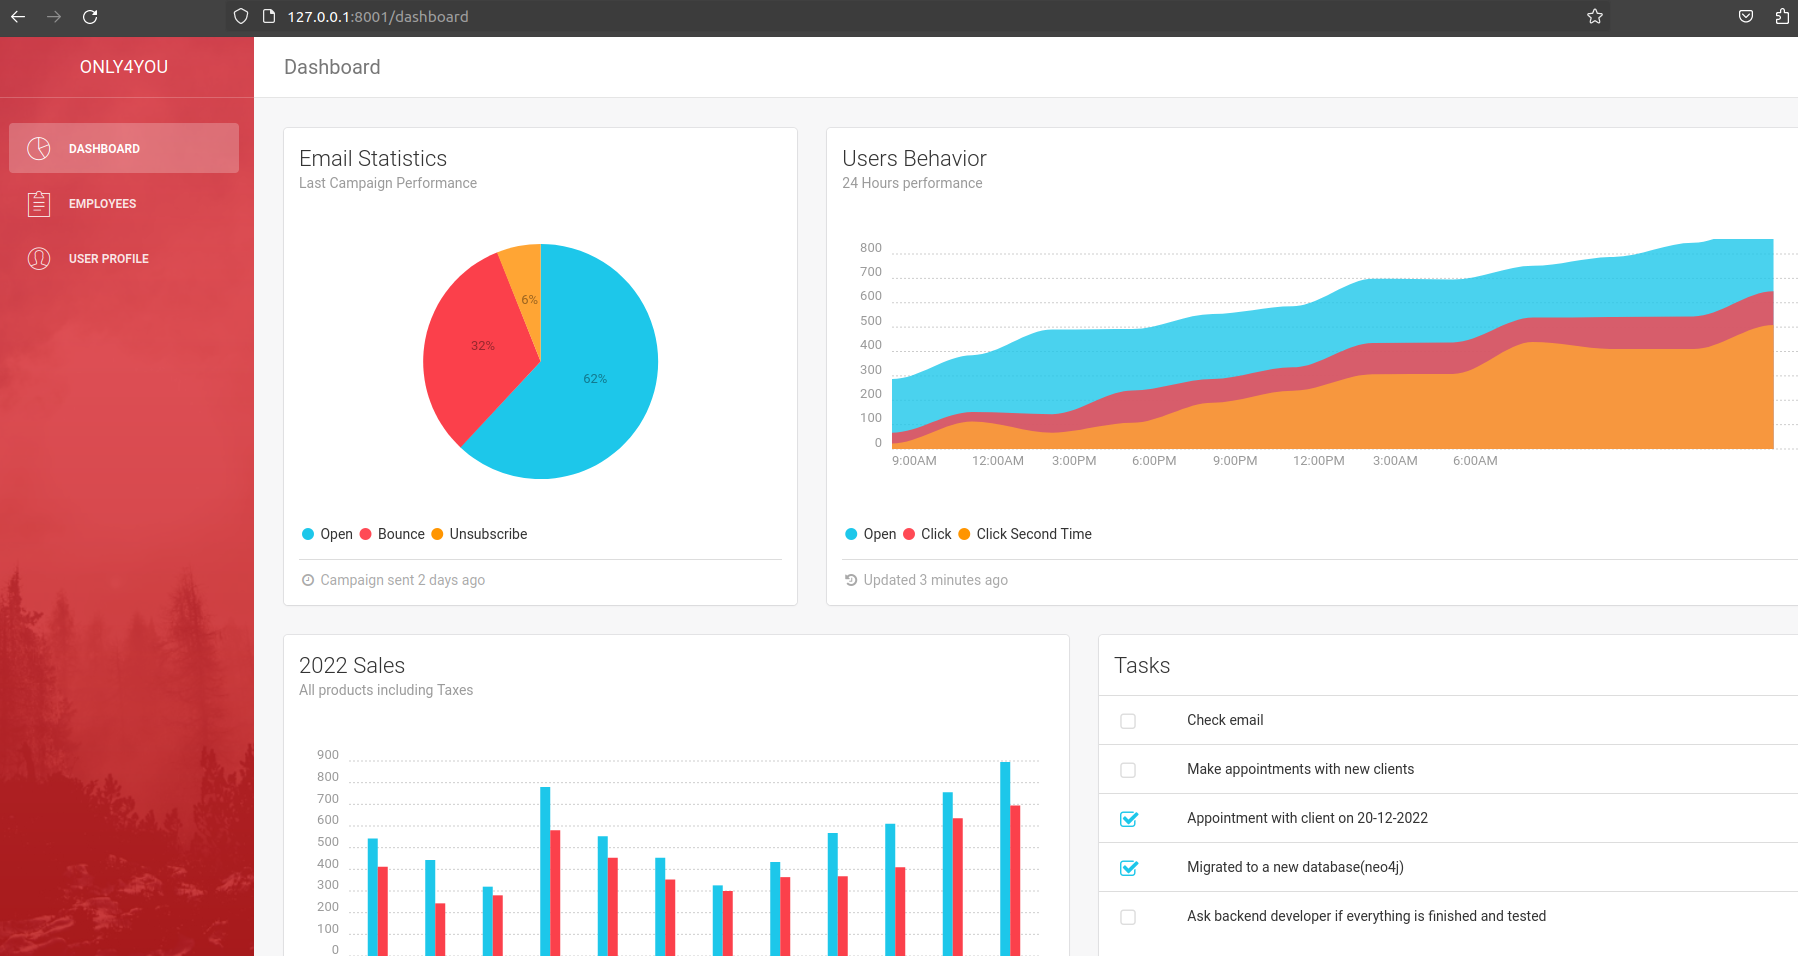 127.0.0.1:8001/dashboard
ONLY4YOU
Dashboard
DASHBOARD
EMPLOYEES
USER PROFILE
Email Statistics
Last Campaign Performance
6%
32%
62%
Open Bounce Unsubscribe
Campaign sent 2 days ago
Users Behavior
24 Hours performance
800
700
600
500
400
300
200
100
0
9:00AM 12:00AM 3:00PM 6:00PM 9:00PM 12:00PM 3:00AM 6:00AM
Open Click Click Second Time
Updated 3 minutes ago
2022 Sales
All products including Taxes
900
800
700
600
500
400
300
200
100
0
Tasks
Check email
Make appointments with new clients
Appointment with client on 20-12-2022
Migrated to a new database(neo4j)
Ask backend developer if everything is finished and tested